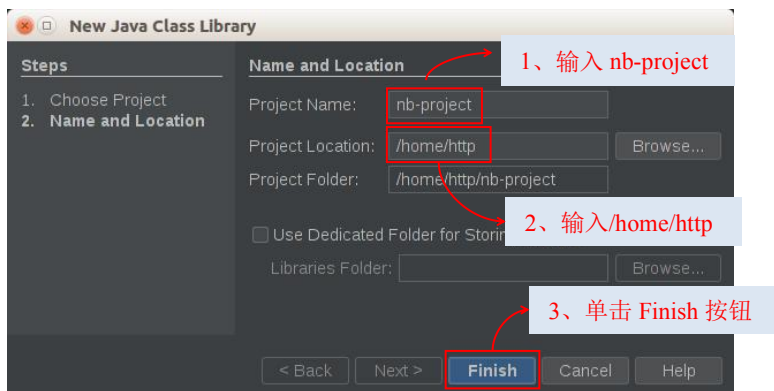 New Java Class Library
Steps
1. Choose Project
2. Name and Location
Name and Location
1、输入 nb-project
Project Name: nb-project
Project Location: /home/http Browse...
Project Folder: /home/http/nb-project
2、输入/home/http
Use Dedicated Folder for Storin
Libraries Folder: Browse...
3、单击 Finish 按钮
< Back Next > Finish Cancel Help